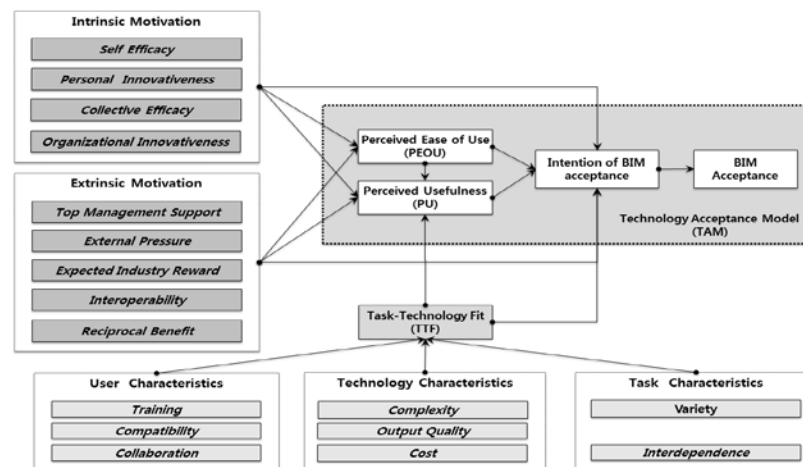 Intrinsic Motivation
Self Efficacy
Personal Innovativeness
Collective Efficacy
Organizational Innovativeness
Extrinsic Motivation
Top Management Support
External Pressure
Expected Industry Reward
Interoperability
Reciprocal Benefit
Perceived Ease of Use
(PEOU)
Perceived Usefulness
(PU)
Intention of BIM
acceptance
BIM
Acceptance
Technology Acceptance Model
(TAM)
Task-Technology Fit
(TTF)
User Characteristics
Training
Compatibility
Collaboration
Technology Characteristics
Complexity
Output Quality
Cost
Task Characteristics
Variety
Interdependence